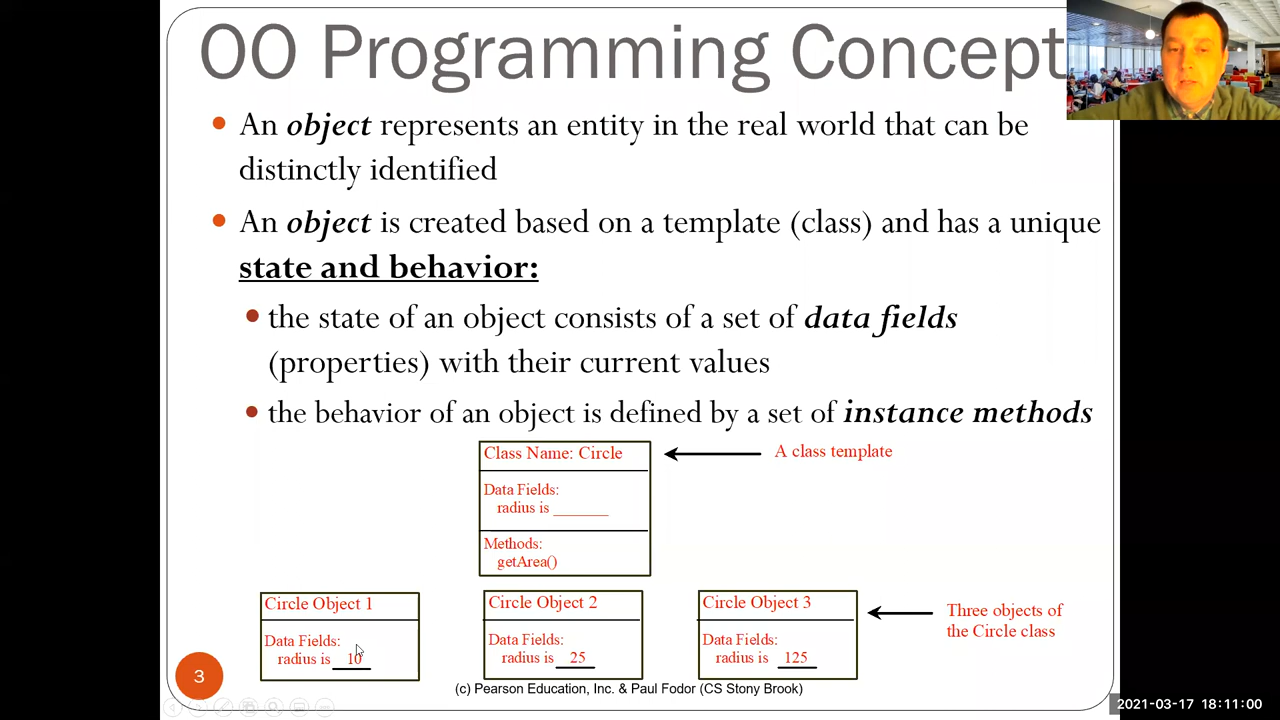 OO Programming Concept
An object represents an entity in the real world that can be
distinctly identified
An object is created based on a template (class) and has a unique
state and behavior:
the state of an object consists of a set of data fields
(properties) with their current values
the behavior of an object is defined by a set of instance methods
Class Name: Circle
A class template
Data Fields:
radius is _______
Methods:
getArea()
Circle Object 1
Data Fields:
radius is 10
Circle Object 2
Data Fields:
radius is 25
Circle Object 3
Data Fields:
radius is 125
Three objects of
the Circle class
3
(c) Pearson Education, Inc. & Paul Fodor (CS Stony Brook)
2021-03-17 18:11:00